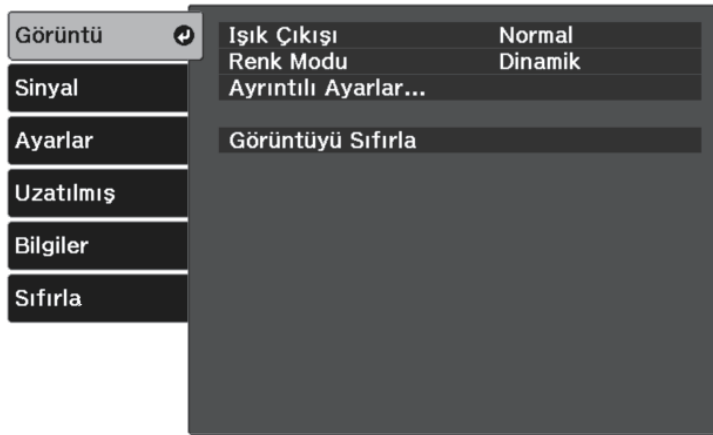 Görüntü
Sinyal
Ayarlar
Uzatılmış
Bilgiler
Sıfırla
Işık Çıkışı Normal
Renk Modu Dinamik
Ayrıntılı Ayarlar...
Görüntüyü Sıfırla